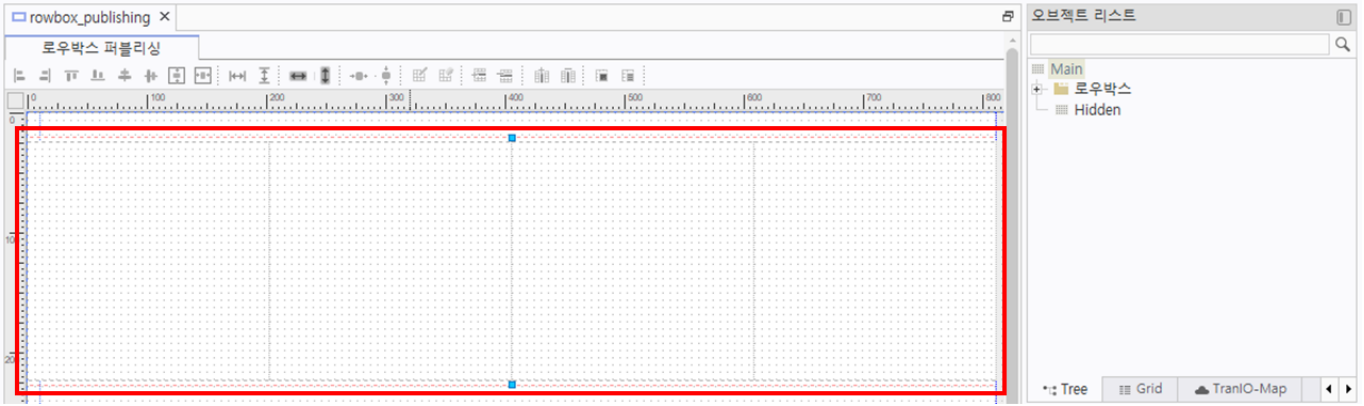 rowbox_publishing
오브젝트 리스트
로우박스 퍼블리싱
Main
로우박스
Hidden
0 100 200 300 400 500 600 700 800
0
10
20
Tree Grid TranIO-Map